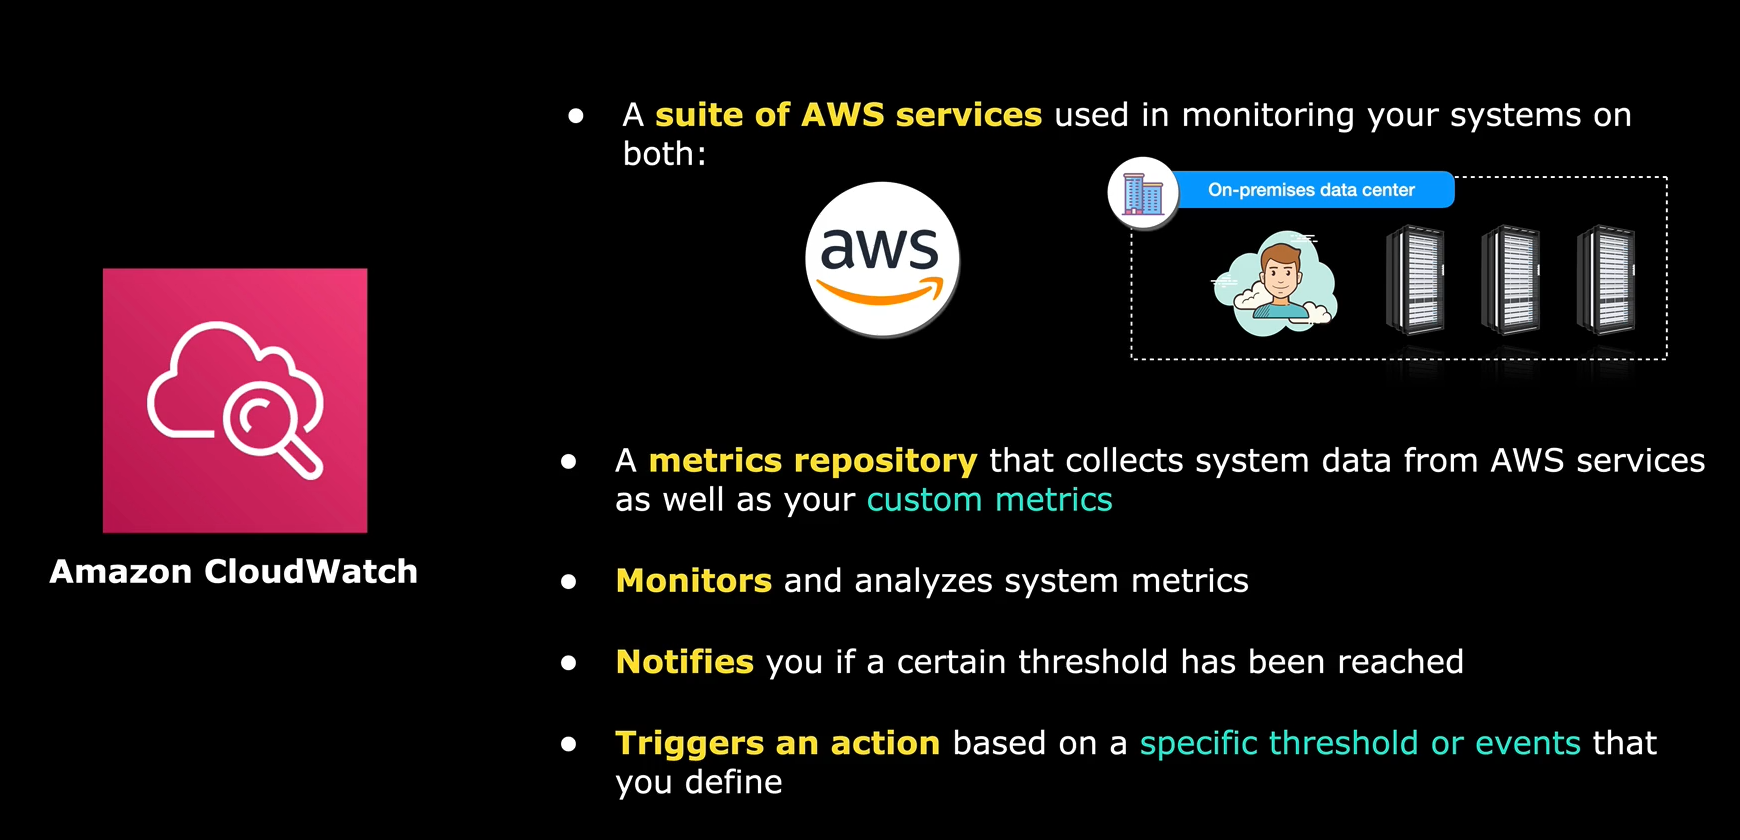 ● A suite of AWS services used in monitoring your systems on
both:
aws
On-premises data center
Amazon CloudWatch
● A metrics repository that collects system data from AWS services
as well as your custom metrics
● Monitors and analyzes system metrics
● Notifies you if a certain threshold has been reached
● Triggers an action based on a specific threshold or events that
you define